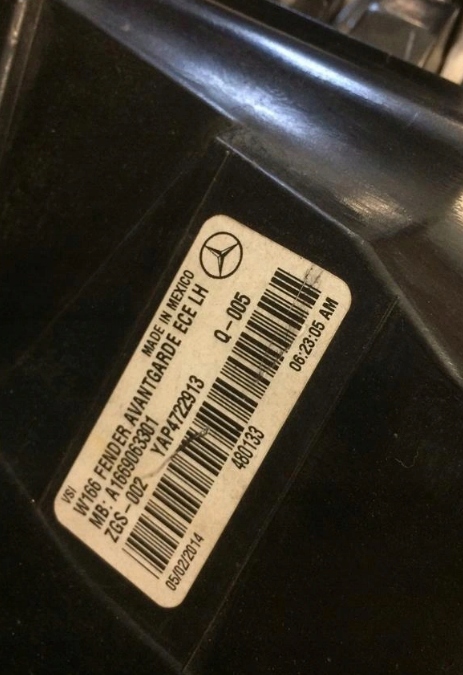 VSI
MADE IN MEXICO
W166 FENDER AVANTGARDE ECE LH
MB: A1669063301
ZGS-002 YAP4722913 Q-005
480133
05/02/2014 06:23:05 AM